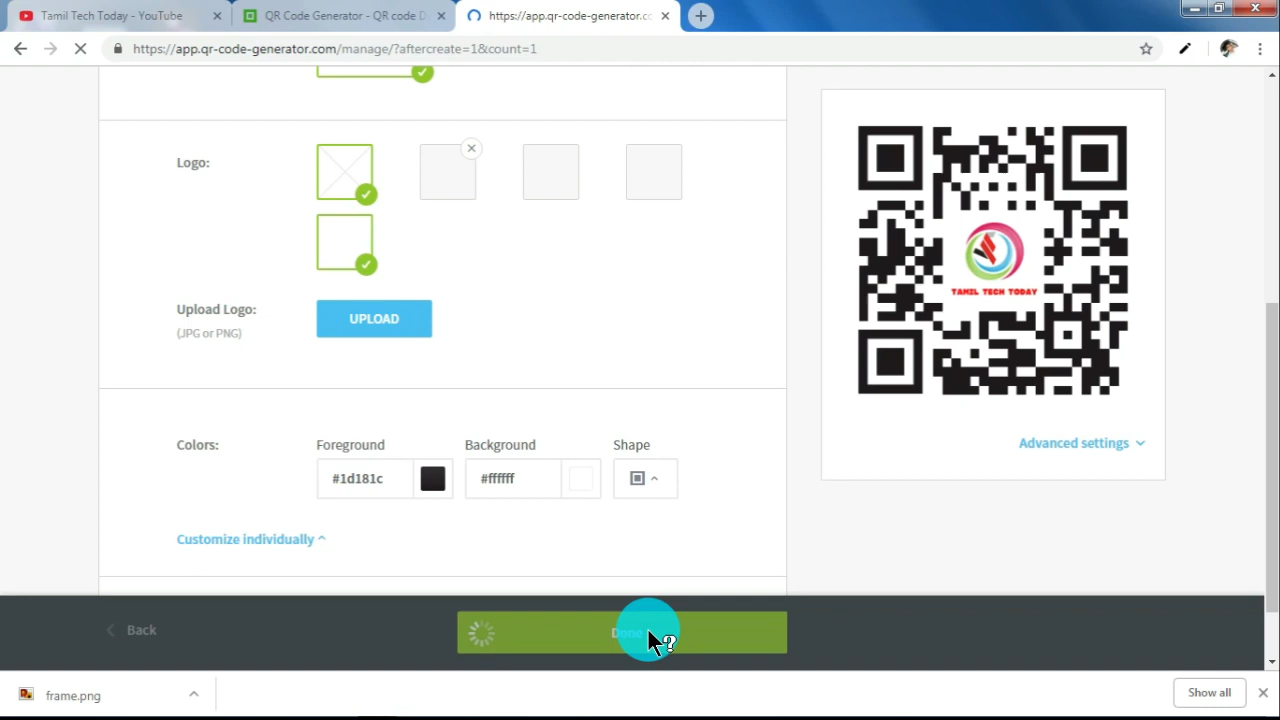 Tamil Tech Today - YouTube
QR Code Generator - QR code D
https://app.qr-code-generator.cc
https://app.qr-code-generator.com/manage/?aftercreate=1&count=1
Logo:
Upload Logo:
(JPG or PNG)
UPLOAD
TAMIL TECH TODAY
Advanced settings
Colors:
Foreground
Background
Shape
#1d181c
#ffffff
Customize individually
Back
Done
frame.png
Show all